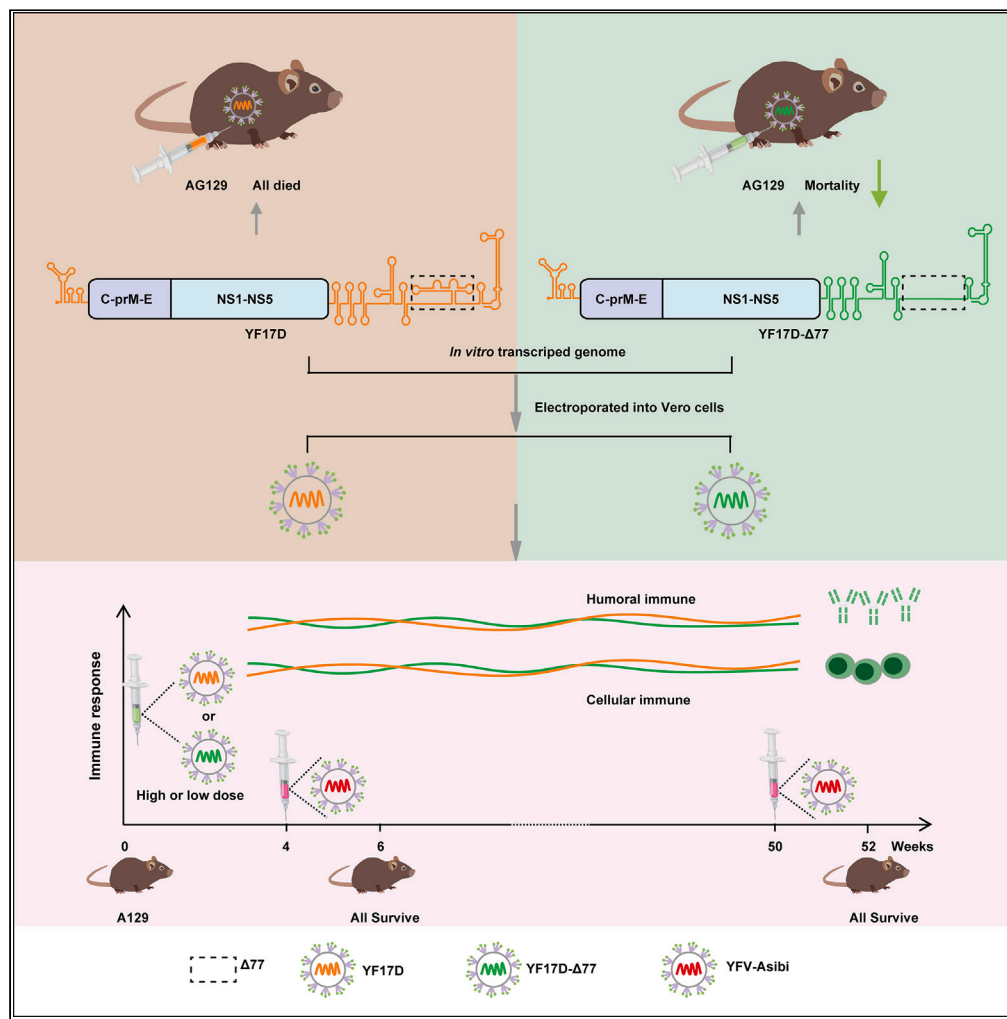 AG129 All died
AG129 Mortality
C-prM-E NS1-NS5
YF17D
C-prM-E NS1-NS5
YF17D-Δ77
In vitro transcriped genome
Electroporated into Vero cells
Immune response
Humoral immune
Cellular immune
or
High or low dose
0 4 6 50 52 Weeks
A129 All Survive All Survive
Δ77 YF17D YF17D-Δ77 YFV-Asibi